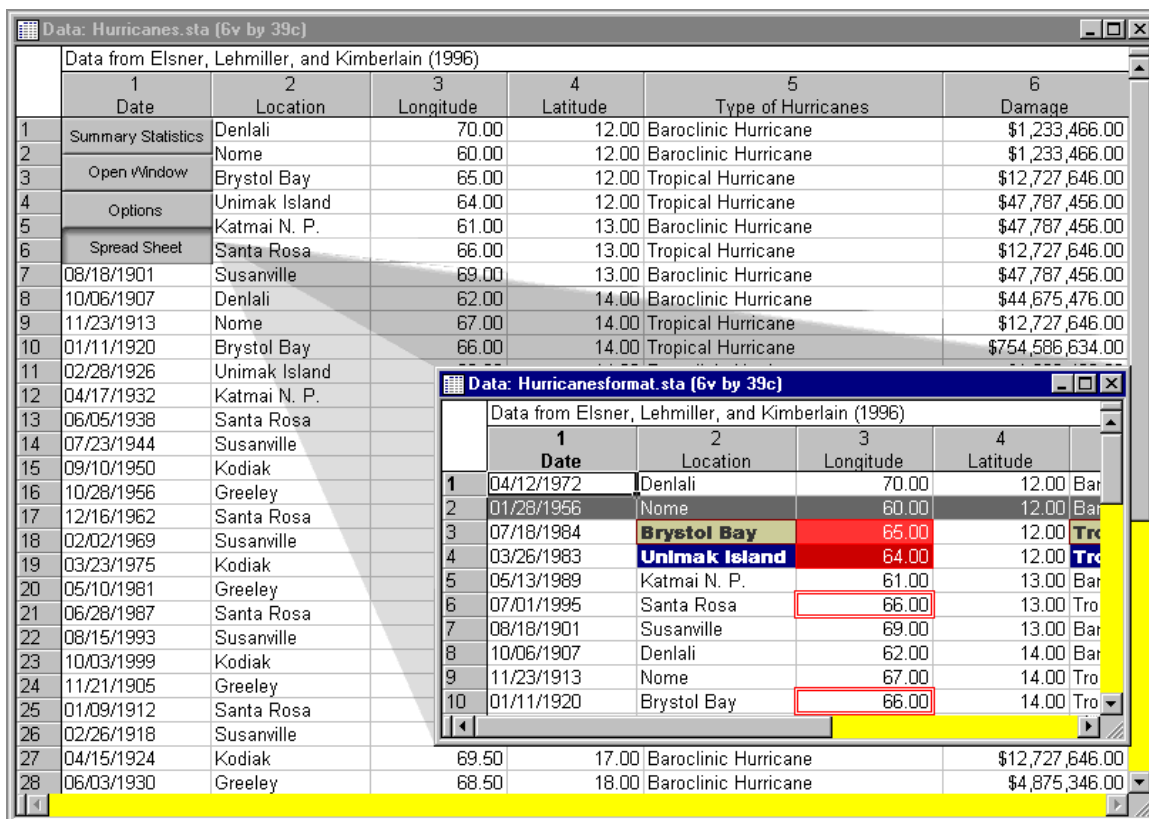 Data: Hurricanes.sta (6v by 39c)
Data from Elsner, Lehmiller, and Kimberlain (1996)
1 2 3 4 5 6
Date Location Longitude Latitude Type of Hurricanes Damage
1 Summary Statistics Denlali 70.00 12.00 Baroclinic Hurricane $1,233,466.00
2 Nome 60.00 12.00 Baroclinic Hurricane $1,233,466.00
3 Open Window Brystol Bay 65.00 12.00 Tropical Hurricane $12,727,646.00
4 Options Unimak Island 64.00 12.00 Tropical Hurricane $47,787,456.00
5 Katmai N. P. 61.00 13.00 Baroclinic Hurricane $47,787,456.00
6 Spread Sheet Santa Rosa 66.00 13.00 Tropical Hurricane $12,727,646.00
7 08/18/1901 Susanville 69.00 13.00 Baroclinic Hurricane $47,787,456.00
8 10/06/1907 Denlali 62.00 14.00 Baroclinic Hurricane $44,675,476.00
9 11/23/1913 Nome 67.00 14.00 Tropical Hurricane $12,727,646.00
10 01/11/1920 Brystol Bay 66.00 14.00 Tropical Hurricane $754,586,634.00
11 02/28/1926 Unimak Island
12 04/17/1932 Katmai N. P.
13 06/05/1938 Santa Rosa
14 07/23/1944 Susanville
15 09/10/1950 Kodiak
16 10/28/1956 Greeley
17 12/16/1962 Santa Rosa
18 02/02/1969 Susanville
19 03/23/1975 Kodiak
20 05/10/1981 Greeley
21 06/28/1987 Santa Rosa
22 08/15/1993 Susanville
23 10/03/1999 Kodiak
24 11/21/1905 Greeley
25 01/09/1912 Santa Rosa
26 02/26/1918 Susanville
27 04/15/1924 Kodiak 69.50 17.00 Baroclinic Hurricane $12,727,646.00
28 06/03/1930 Greeley 68.50 18.00 Baroclinic Hurricane $4,875,346.00
Data: Hurricanesformat.sta (6v by 39c)
Data from Elsner, Lehmiller, and Kimberlain (1996)
1 2 3 4
Date Location Longitude Latitude
1 04/12/1972 Denlali 70.00 12.00 Bar
2 01/28/1956 Nome 60.00 12.00 Bar
3 07/18/1984 Brystol Bay 65.00 12.00 Tro
4 03/26/1983 Unimak Island 64.00 12.00 Tro
5 05/13/1989 Katmai N. P. 61.00 13.00 Bar
6 07/01/1995 Santa Rosa 66.00 13.00 Tro
7 08/18/1901 Susanville 69.00 13.00 Bar
8 10/06/1907 Denlali 62.00 14.00 Bar
9 11/23/1913 Nome 67.00 14.00 Tro
10 01/11/1920 Brystol Bay 66.00 14.00 Tro